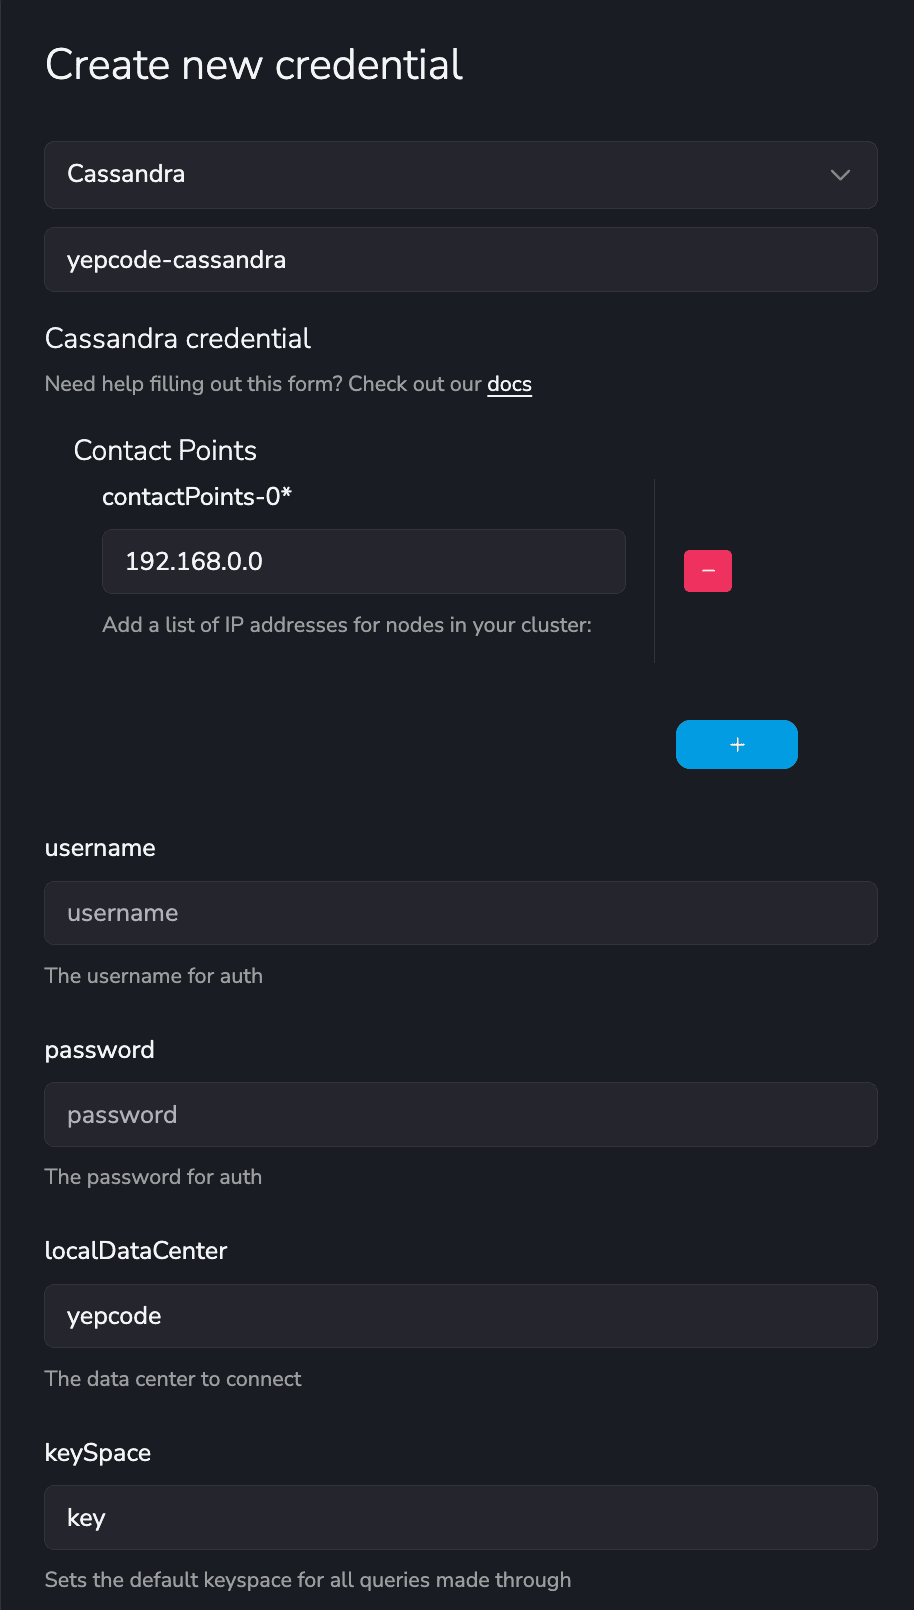 Create new credential
Cassandra
yepcode-cassandra
Cassandra credential
Need help filling out this form? Check out our docs
Contact Points
contactPoints-0*
192.168.0.0
−
Add a list of IP addresses for nodes in your cluster:
+
username
username
The username for auth
password
password
The password for auth
localDataCenter
yepcode
The data center to connect
keySpace
key
Sets the default keyspace for all queries made through